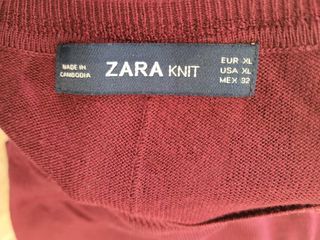 MADE IN
CAMBODIA
ZARA KNIT
EUR XL
USA XL
MEX 32